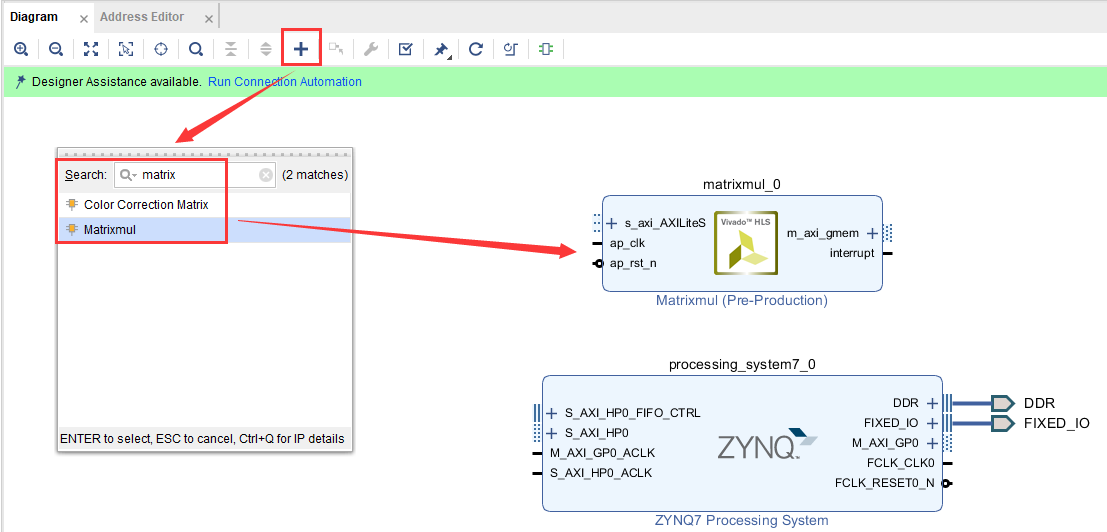 Diagram
Address Editor
Designer Assistance available. Run Connection Automation
Search: matrix (2 matches)
Color Correction Matrix
Matrixmul
ENTER to select, ESC to cancel, Ctrl+Q for IP details
matrixmul_0
s_axi_AXILiteS
ap_clk
ap_rst_n
Vivado™ HLS
m_axi_gmem
interrupt
Matrixmul (Pre-Production)
processing_system7_0
S_AXI_HP0_FIFO_CTRL
S_AXI_HP0
M_AXI_GP0_ACLK
S_AXI_HP0_ACLK
ZYNQ
DDR
FIXED_IO
M_AXI_GP0
FCLK_CLK0
FCLK_RESET0_N
DDR
FIXED_IO
ZYNQ7 Processing System